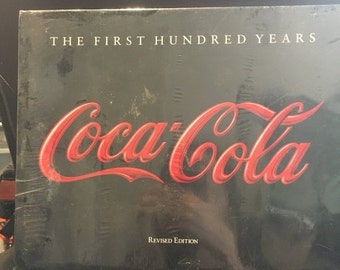 THE FIRST HUNDRED YEARS
Coca-Cola
REVISED EDITION